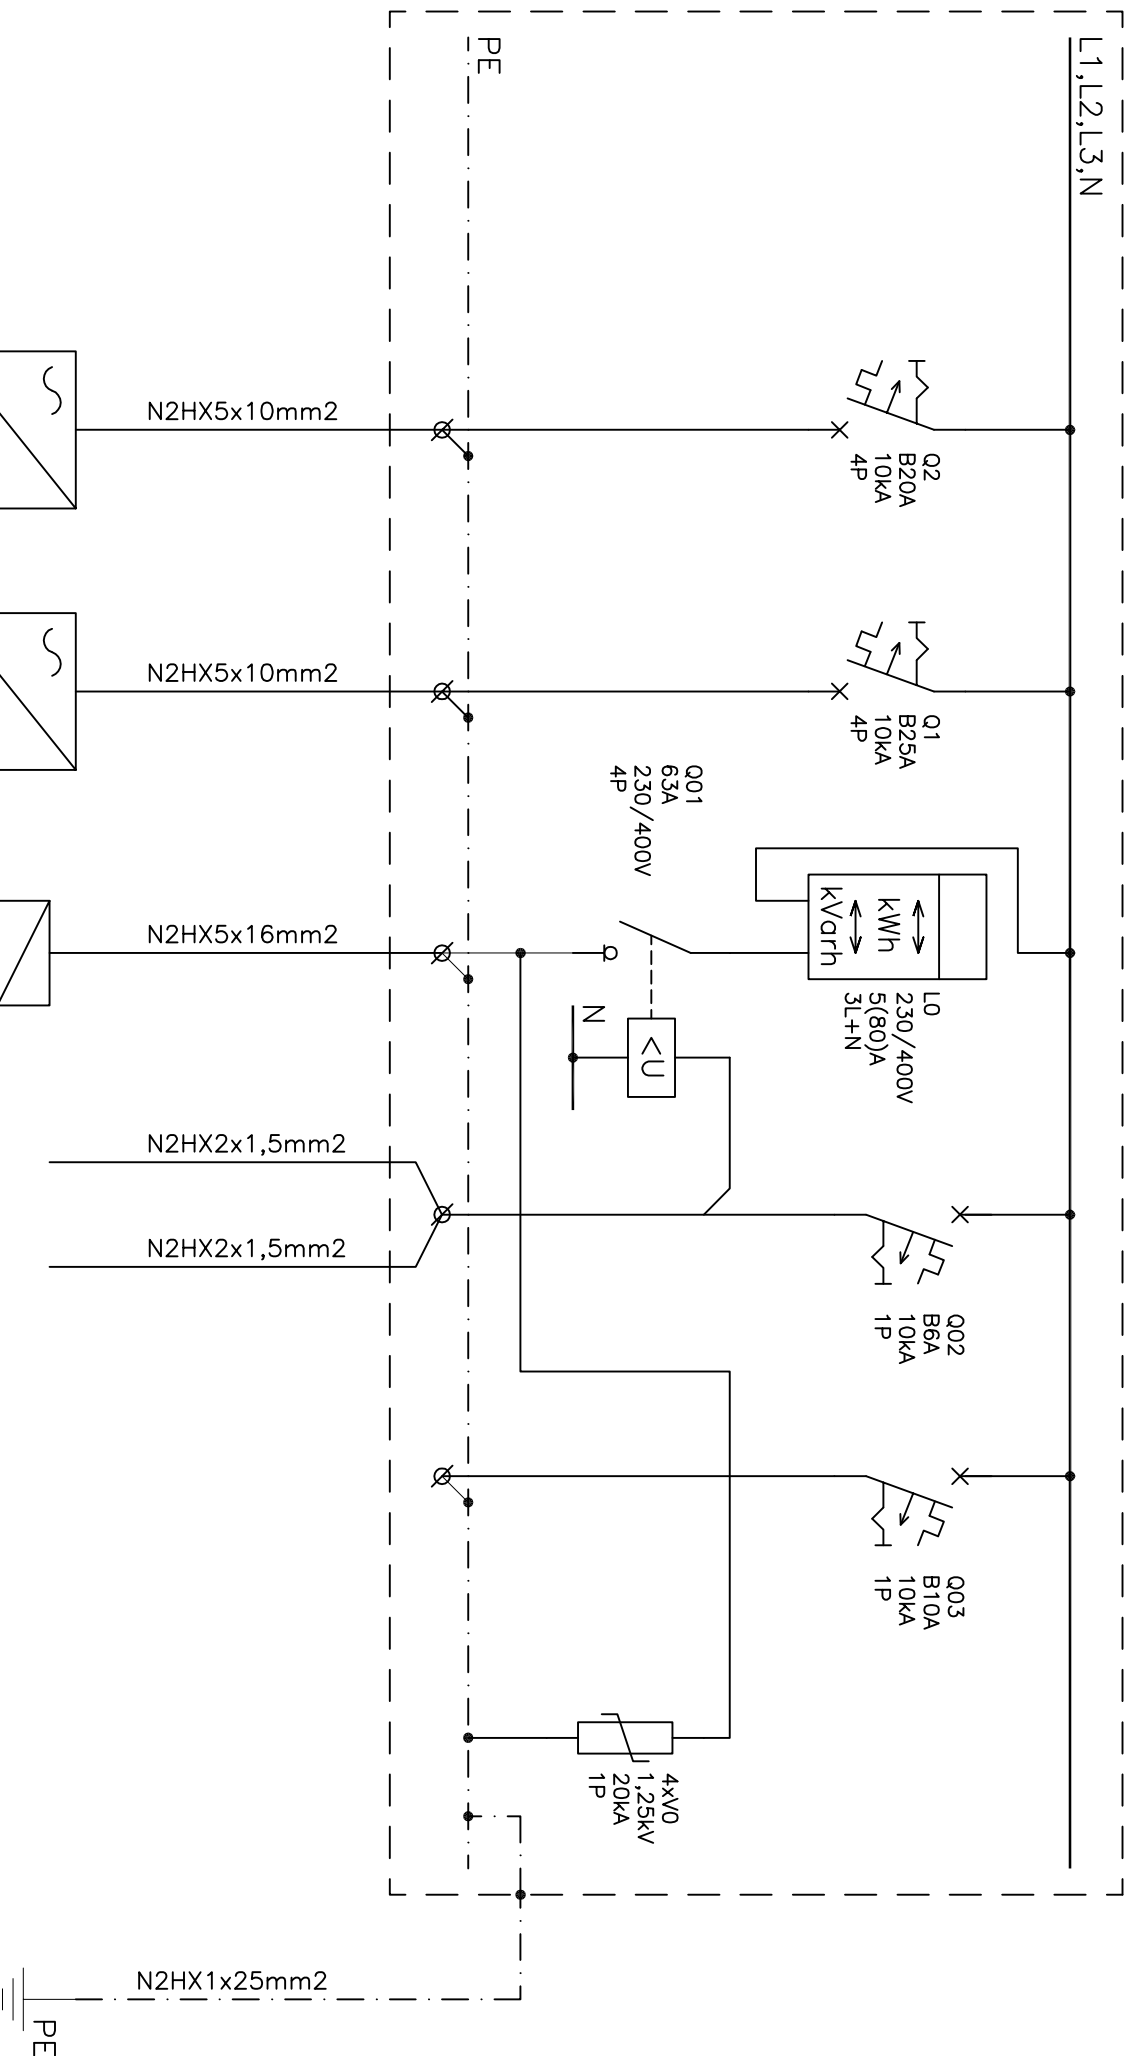 L1,L2,L3,N
PE
Q2
B20A
10kA
4P
N2HX5x10mm2
Q1
B25A
10kA
4P
N2HX5x10mm2
Q01
63A
230/400V
4P
kWh
kVarh
L0
230/400V
5(80)A
3L+N
N2HX5x16mm2
N
<U
N2HX2x1,5mm2
N2HX2x1,5mm2
Q02
B6A
10kA
1P
Q03
B10A
10kA
1P
4xV0
1,25kV
20kA
1P
N2HX1x25mm2
PE